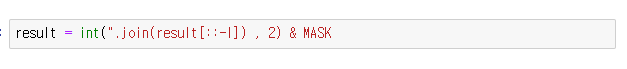 result = int(''.join(result[::-1]) , 2) & MASK